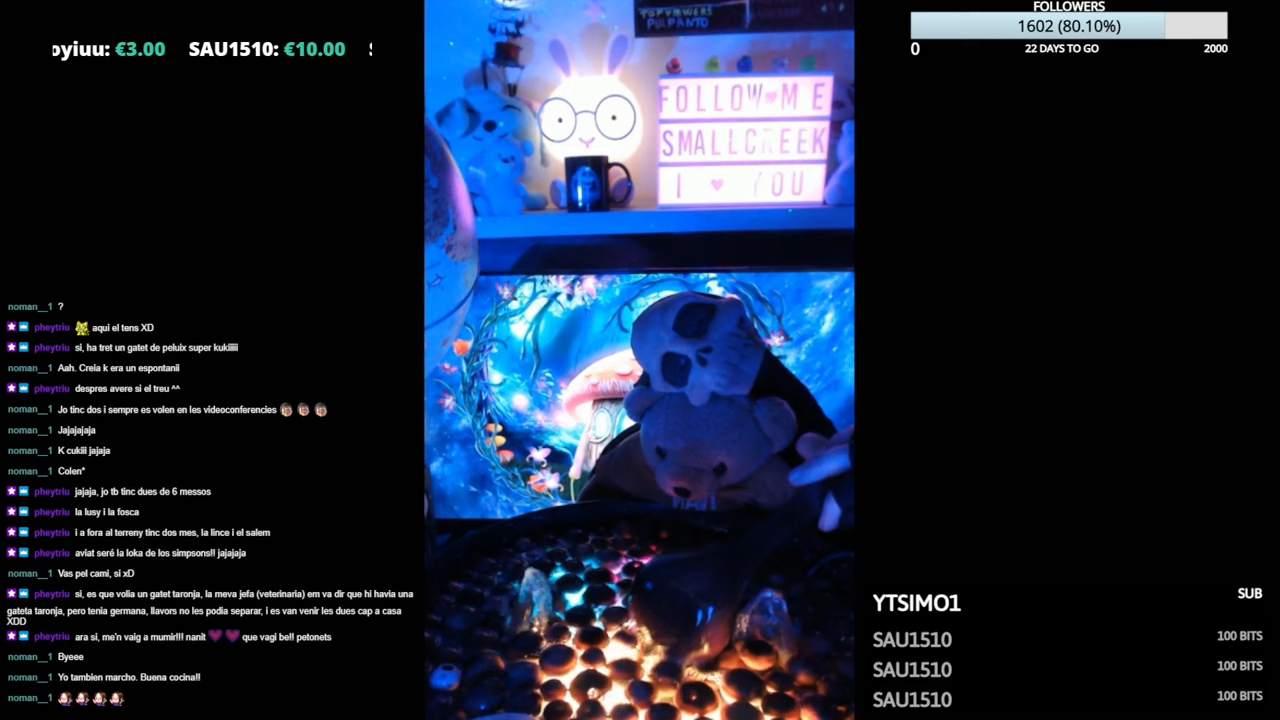 oyiuu: €3.00 SAU1510: €10.00
FOLLOWERS
1602 (80.10%)
0 22 DAYS TO GO 2000
TOPVIEWERS
PULPANTO
FOLLOW ME
SMALLCREEK
I YOU
noman__1 ?
pheytriu aqui el tens XD
pheytriu si, ha tret un gatet de peluix super kukiiiii
noman__1 Aah. Creia k era un espontanii
pheytriu despres avere si el treu ^^
noman__1 Jo tinc dos i sempre es volen en les videoconferencies
noman__1 Jajajajaja
noman__1 K cukiii jajaja
noman__1 Colen*
pheytriu jajaja, jo tb tinc dues de 6 messos
pheytriu la lusy i la fosca
pheytriu i a fora al terreny tinc dos mes, la lince i el salem
pheytriu aviat seré la loka de los simpsons!! jajajaja
noman__1 Vas pel cami, si xD
pheytriu si, es que volia un gatet taronja, la meva jefa (veterinaria) em va dir que hi havia una
gateta taronja, pero tenia germana, llavors no les podia separar, i es van venir les dues cap a casa
XDD
pheytriu ara si, me'n vaig a mumir!!! nanit que vagi be!! petonets
noman__1 Byeee
noman__1 Yo tambien marcho. Buena cocina!!
noman__1
YTSIMO1 SUB
SAU1510 100 BITS
SAU1510 100 BITS
SAU1510 100 BITS